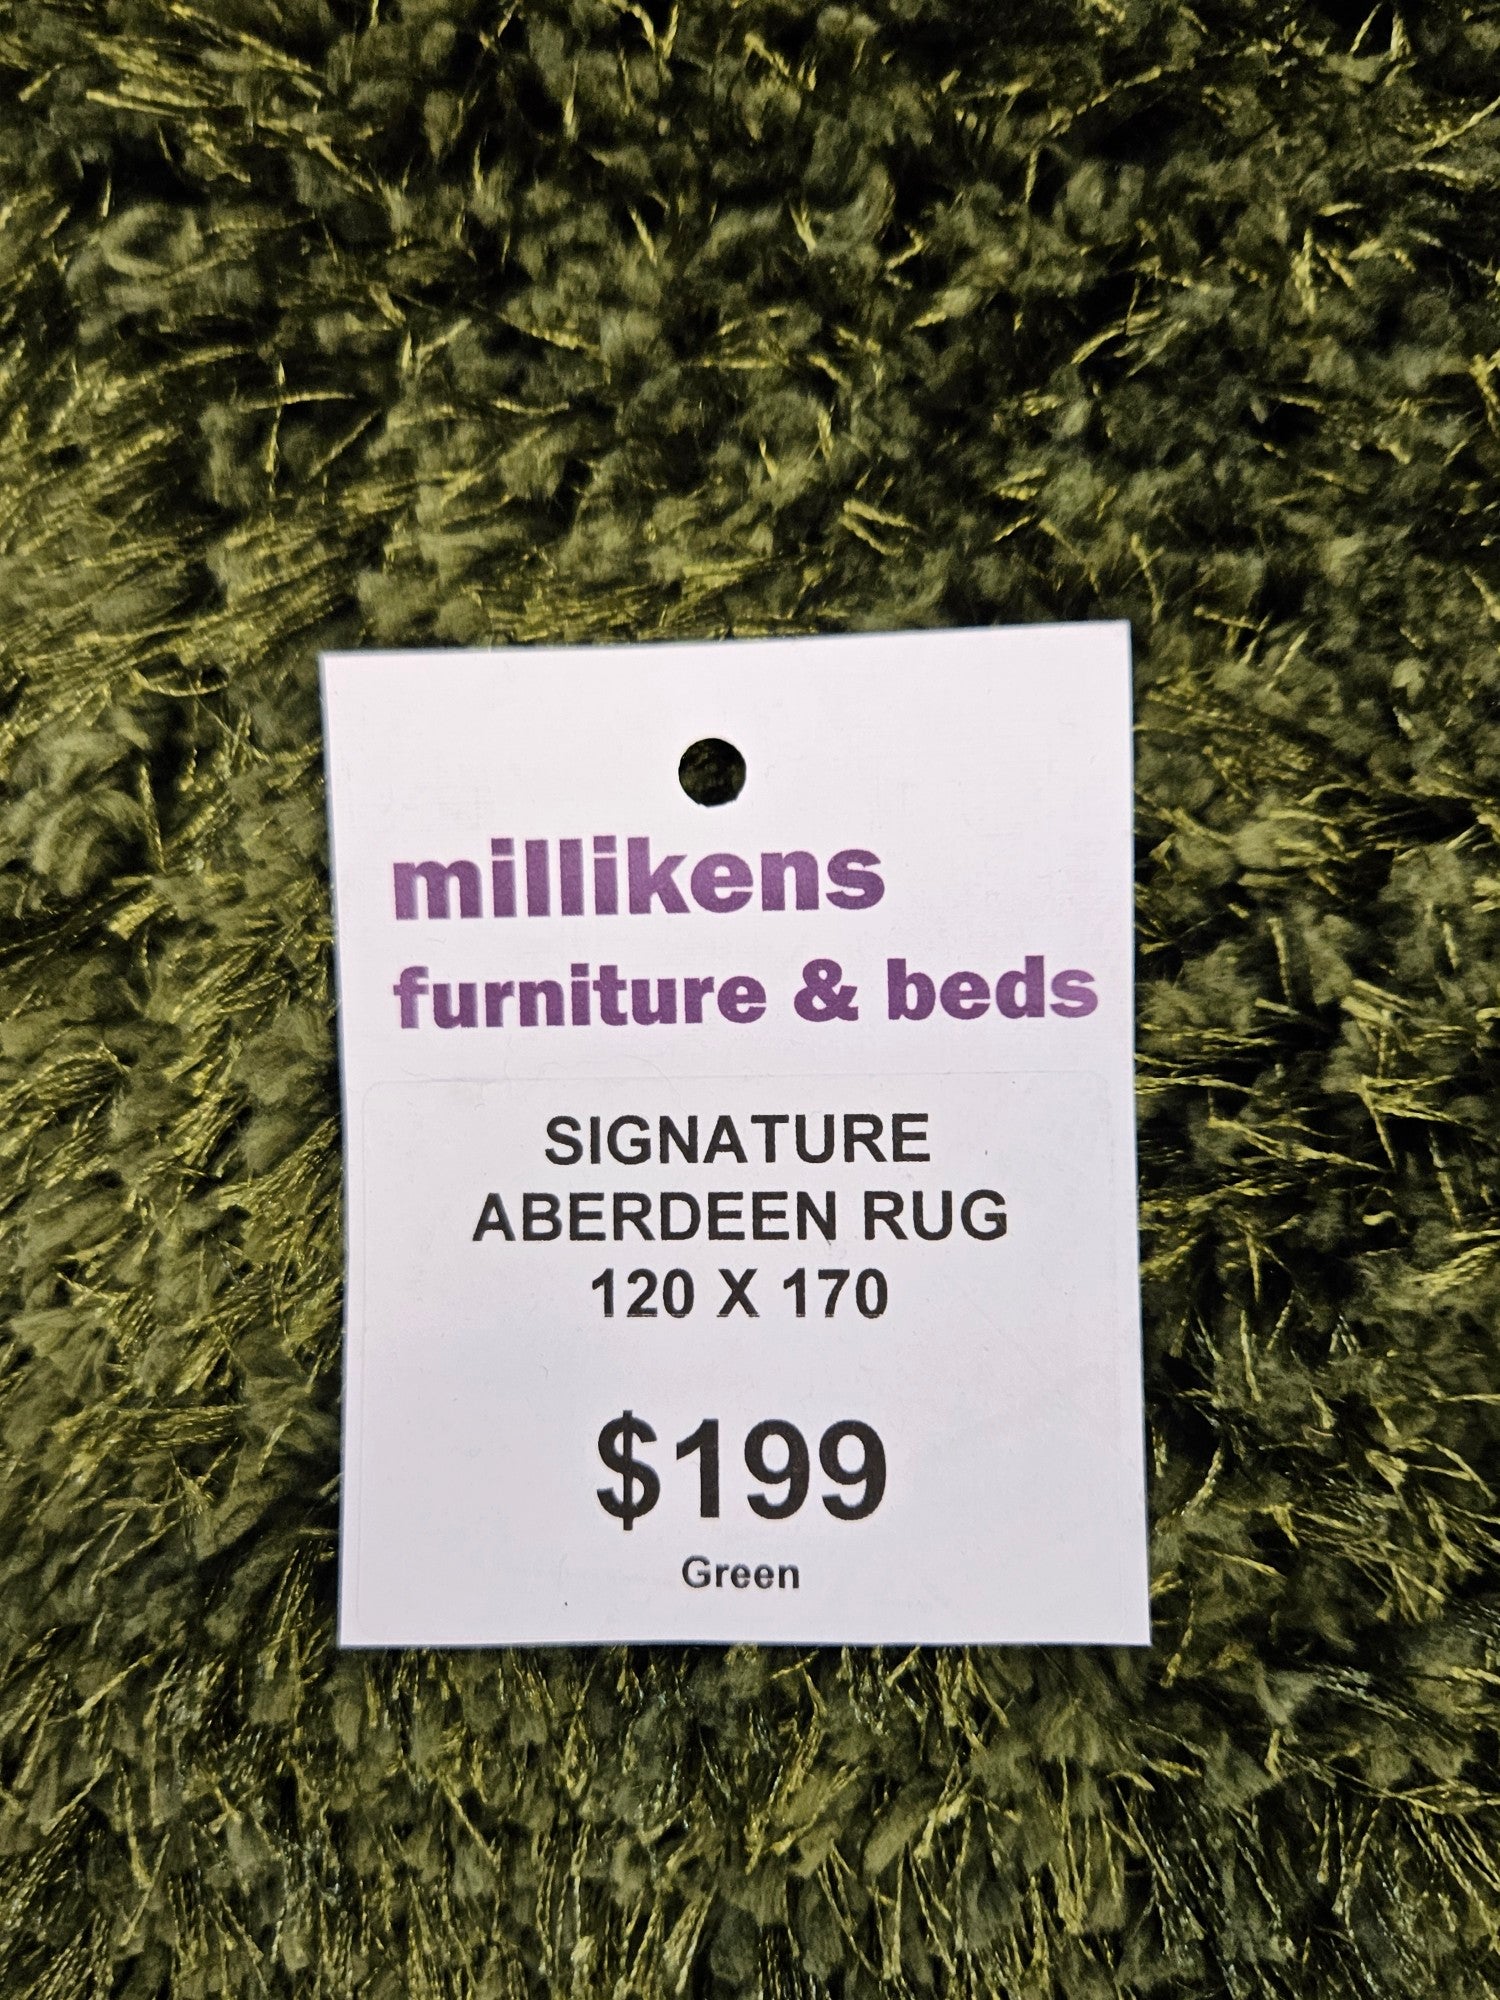 millikens
furniture & beds
SIGNATURE
ABERDEEN RUG
120 X 170
$199
Green